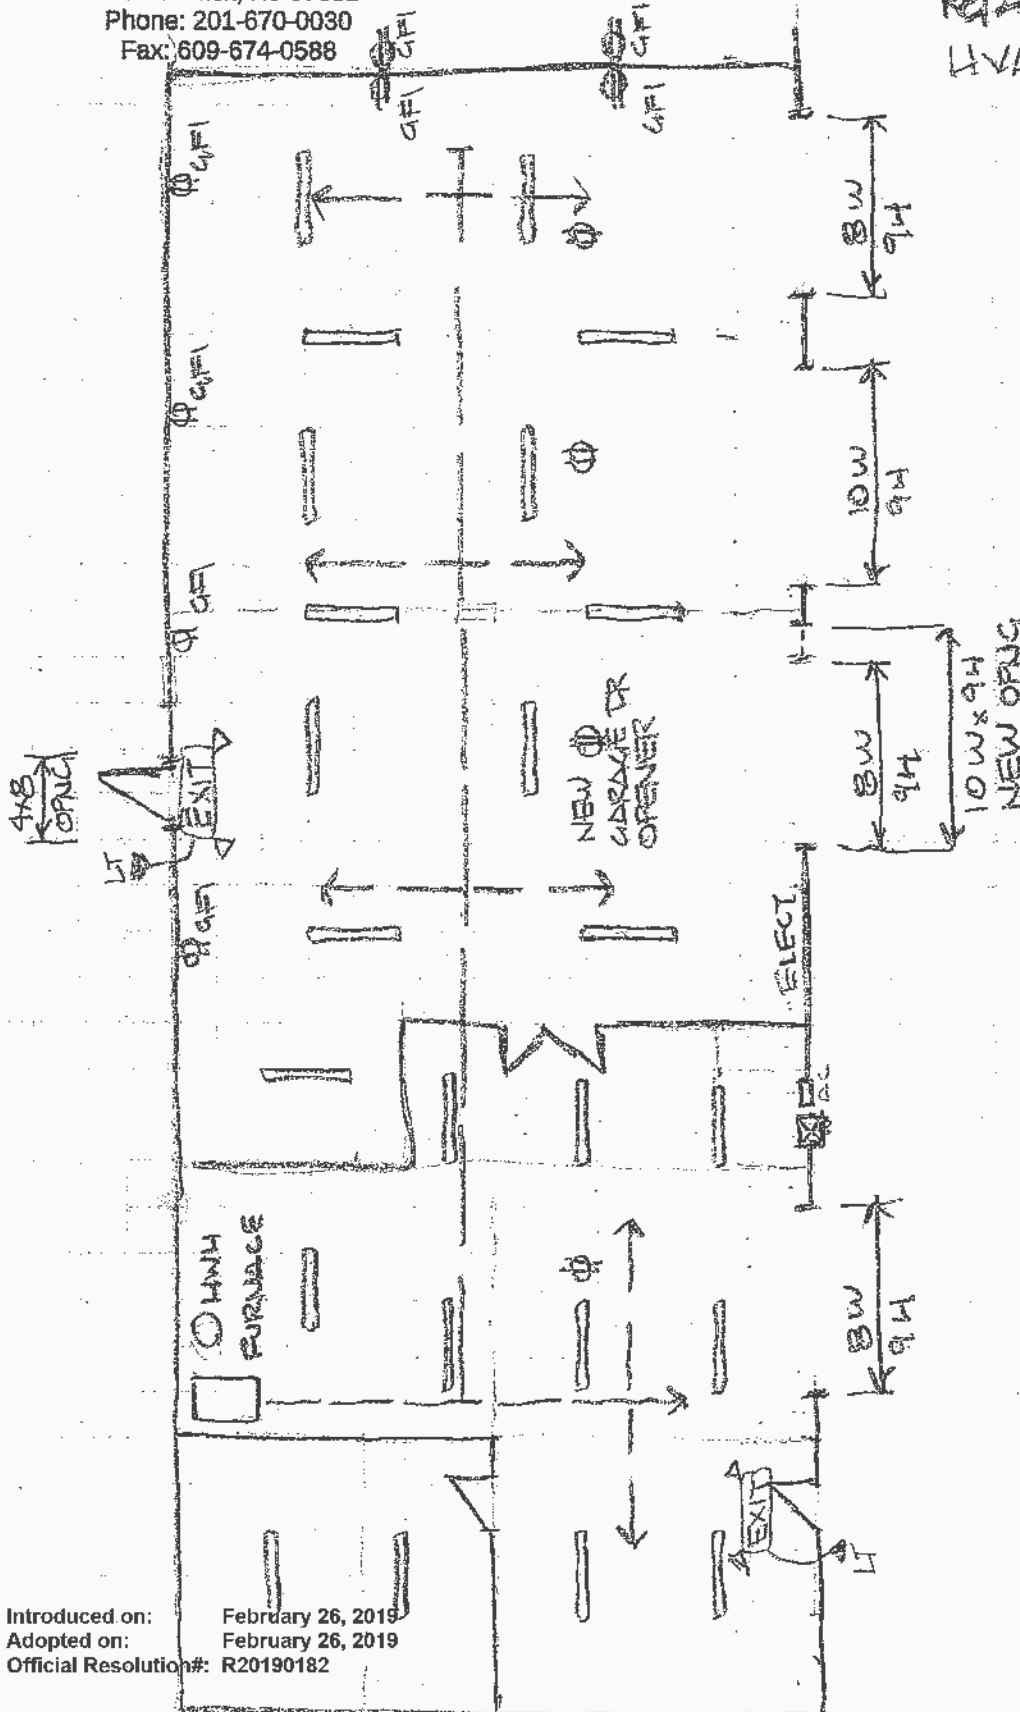 Phone: 201-670-0030
Fax: 609-674-0588
GFI
GFI
GFI
GFI
GFI
8W
9H
GFI
10W
9H
GFI
4x8
OPNG
EXIT
LT
NEW
GARAGE DR
OPENER
8W
9H
10W x 9H
NEW OPNG
GFI
ELECT.
HWH
FURNACE
8W
9H
EXIT
LT
Introduced on: February 26, 2019
Adopted on: February 26, 2019
Official Resolution#: R20190182